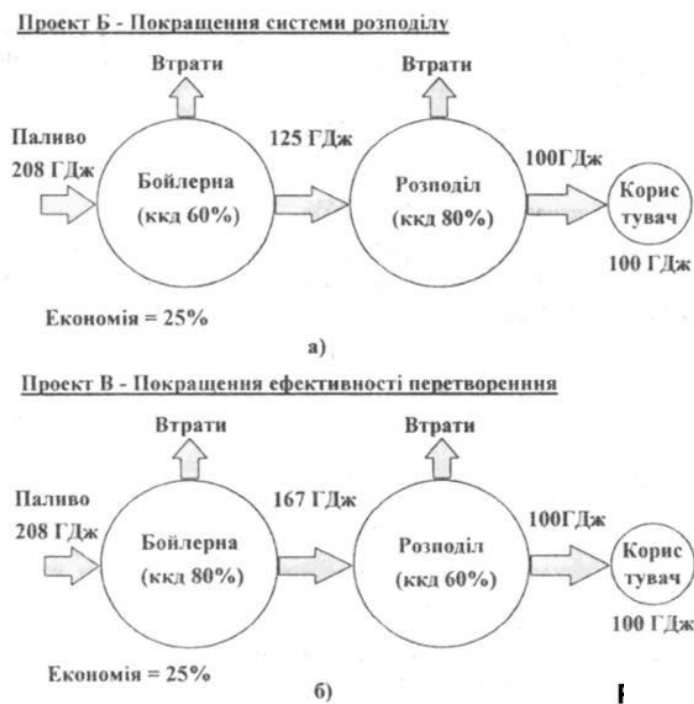 Проект Б - Покращення системи розподілу
Втрати
Втрати
Паливо
208 ГДж
125 ГДж
100ГДж
Бойлерна
(ккд 60%)
Розподіл
(ккд 80%)
Корис
тувач
100 ГДж
Економія = 25%
а)
Проект В - Покращення ефективності перетворенння
Втрати
Втрати
Паливо
208 ГДж
167 ГДж
100ГДж
Бойлерна
(ккд 80%)
Розподіл
(ккд 60%)
Корис
тувач
100 ГДж
Економія = 25%
б)